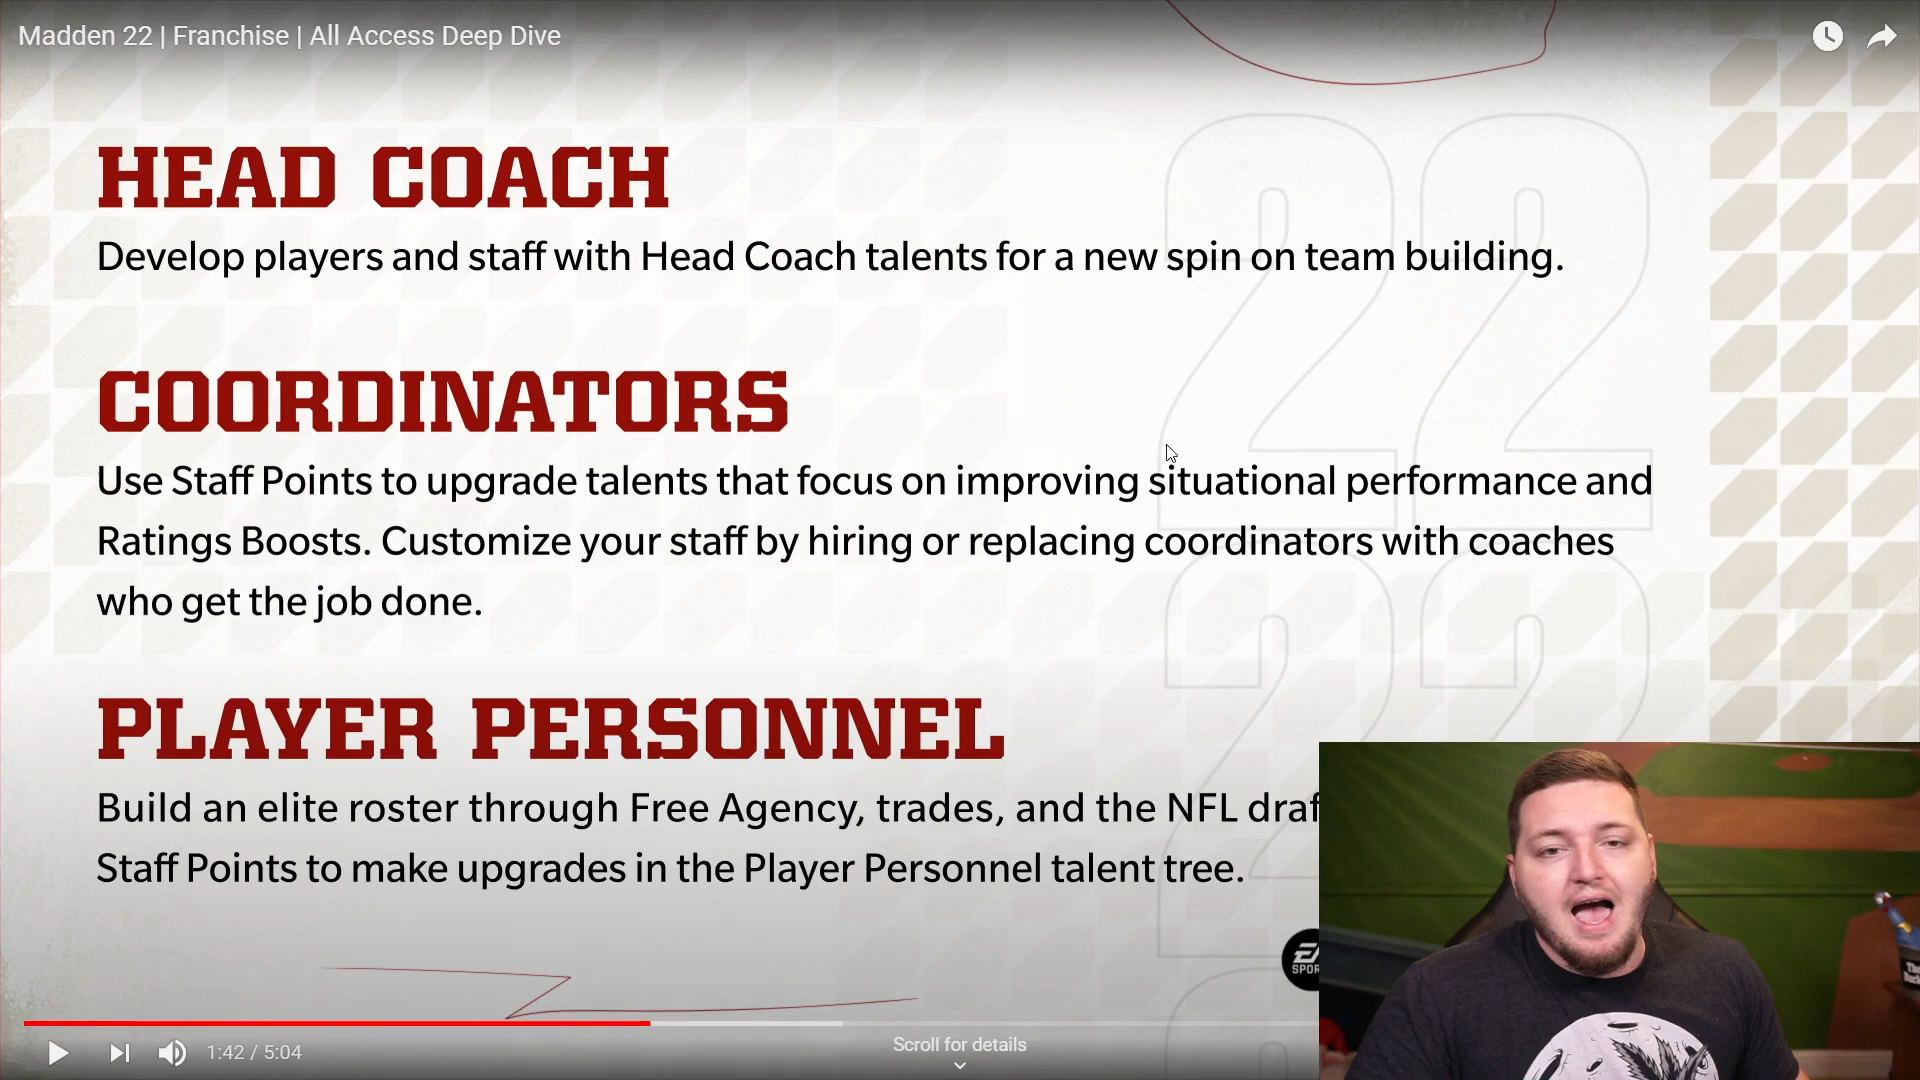 Madden 22 | Franchise | All Access Deep Dive
HEAD COACH
Develop players and staff with Head Coach talents for a new spin on team building.
COORDINATORS
Use Staff Points to upgrade talents that focus on improving situational performance and
Ratings Boosts. Customize your staff by hiring or replacing coordinators with coaches
who get the job done.
PLAYER PERSONNEL
Build an elite roster through Free Agency, trades, and the NFL draf
Staff Points to make upgrades in the Player Personnel talent tree.
22
22
EA
SPOR
1:42 / 5:04
Scroll for details